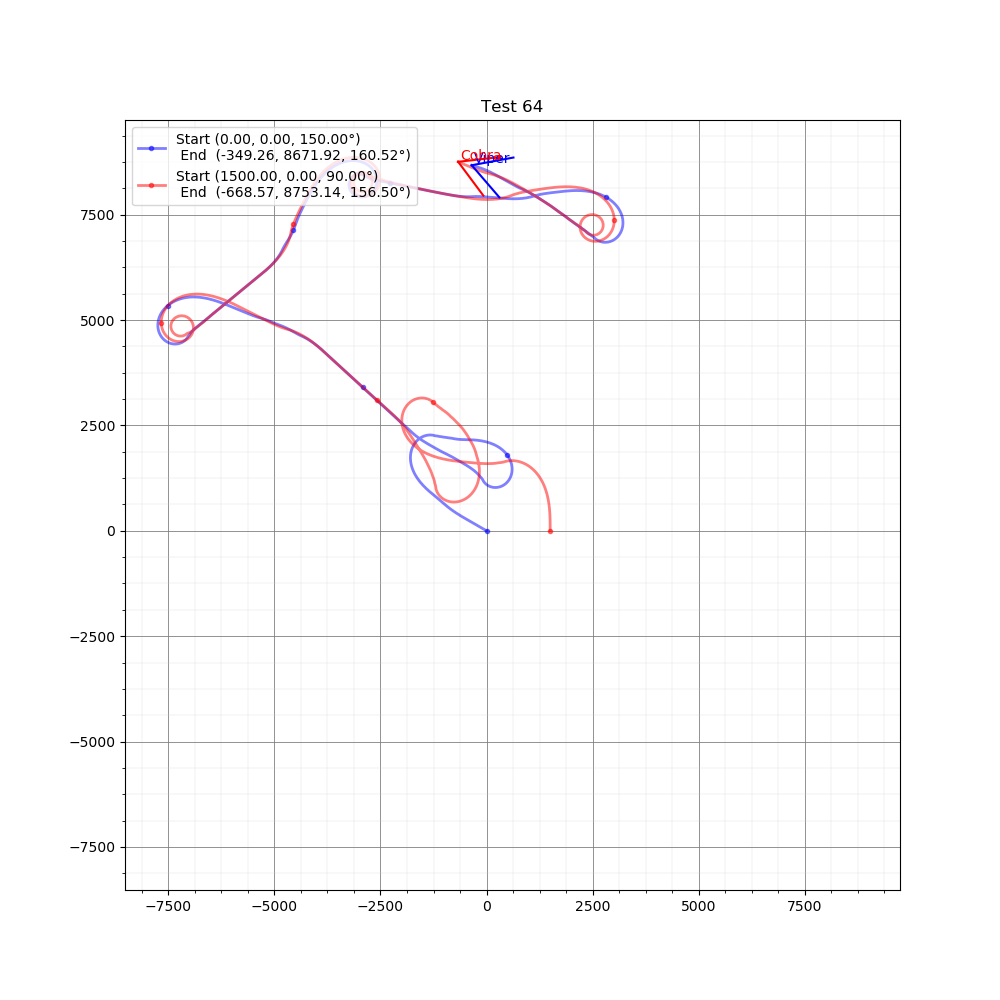 Test 64
Start (0.00, 0.00, 150.00°)
End (-349.26, 8671.92, 160.52°)
Start (1500.00, 0.00, 90.00°)
End (-668.57, 8753.14, 156.50°)
Cobra
Viper
7500
5000
2500
0
−2500
−5000
−7500
−7500 −5000 −2500 0 2500 5000 7500